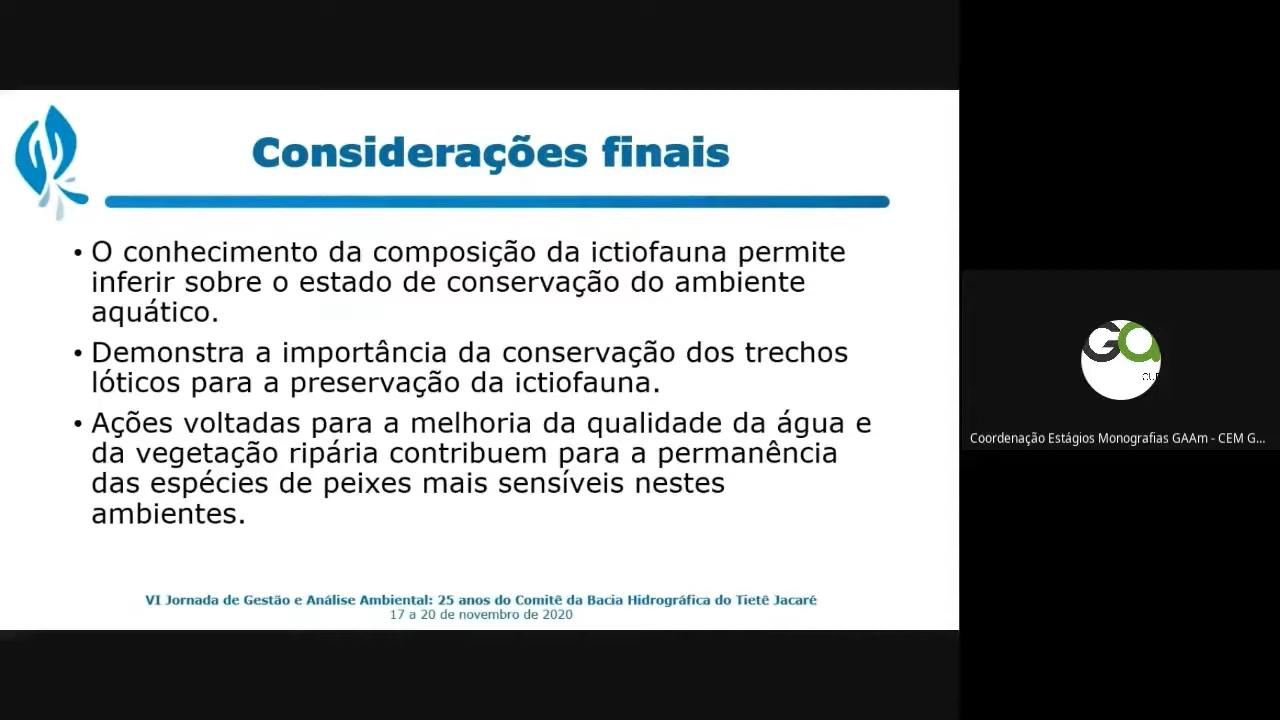 Considerações finais
• O conhecimento da composição da ictiofauna permite
inferir sobre o estado de conservação do ambiente
aquático.
• Demonstra a importância da conservação dos trechos
lóticos para a preservação da ictiofauna.
• Ações voltadas para a melhoria da qualidade da água e
da vegetação ripária contribuem para a permanência
das espécies de peixes mais sensíveis nestes
ambientes.
VI Jornada de Gestão e Análise Ambiental: 25 anos do Comitê da Bacia Hidrográfica do Tietê Jacaré
17 a 20 de novembro de 2020
Ga
Coordenação Estágios Monografias GAAm - CEM G...